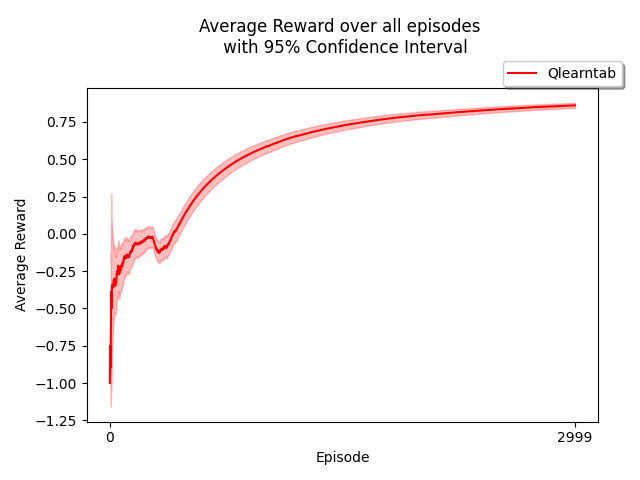 Average Reward over all episodes
with 95% Confidence Interval
Qlearntab
0.75
0.50
0.25
0.00
−0.25
−0.50
−0.75
−1.00
−1.25
Average Reward
0
2999
Episode